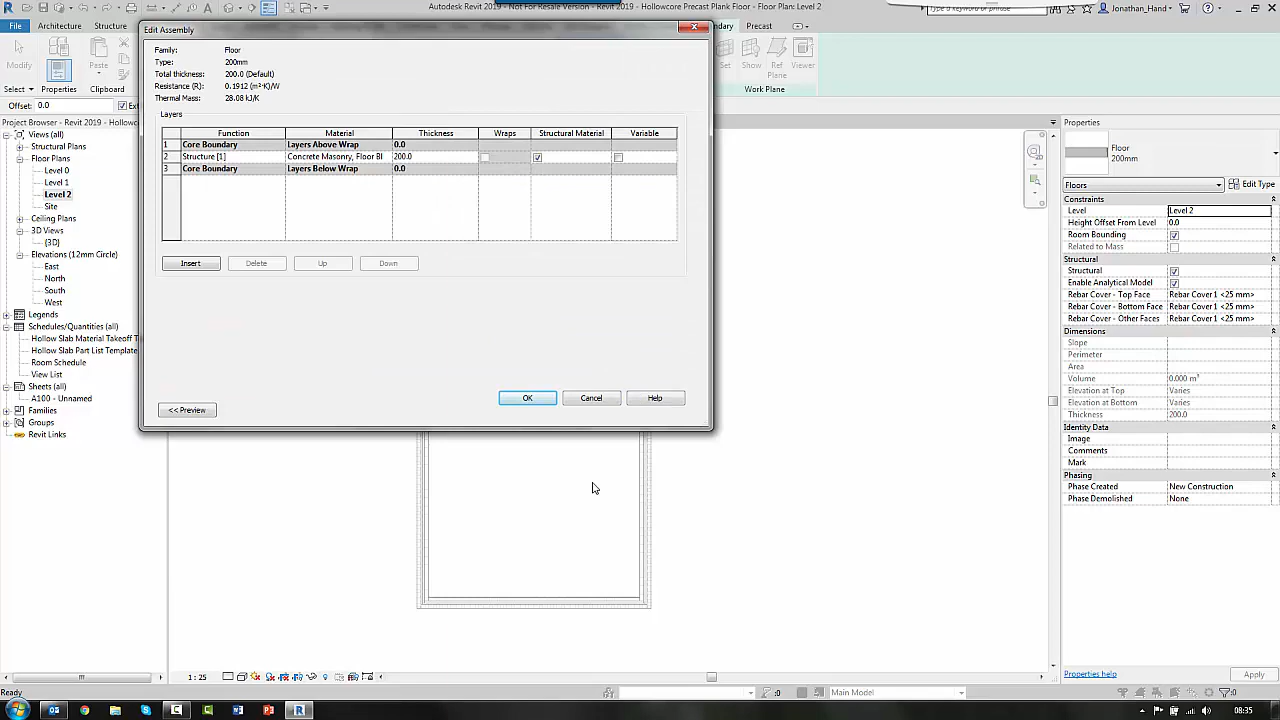 Autodesk Revit 2019 - Not For Resale Version - Revit 2019 - Hollowcore Precast Plank Floor - Floor Plan: Level 2
Type a keyword or phrase
Jonathan_Hand
File Architecture Structure
Precast
Modify Properties Paste
Set Show Ref Plane Viewer
Select Properties Clipboard
Work Plane
Offset: 0.0
Project Browser - Revit 2019 - Hollowc
Views (all)
Structural Plans
Floor Plans
Level 0
Level 1
Level 2
Site
Ceiling Plans
3D Views
{3D}
Elevations (12mm Circle)
East
North
South
West
Legends
Schedules/Quantities (all)
Hollow Slab Material Takeoff T
Hollow Slab Part List Template
Room Schedule
View List
Sheets (all)
A100 - Unnamed
Families
Groups
Revit Links
Edit Assembly
Family: Floor
Type: 200mm
Total thickness: 200.0 (Default)
Resistance (R): 0.1912 (m²·K)/W
Thermal Mass: 28.08 kJ/K
Layers
Function Material Thickness Wraps Structural Material Variable
1 Core Boundary Layers Above Wrap 0.0
2 Structure [1] Concrete Masonry, Floor Bl 200.0
3 Core Boundary Layers Below Wrap 0.0
Insert Delete Up Down
OK Cancel Help
<< Preview
Properties
Floor
200mm
Floors Edit Type
Constraints
Level Level 2
Height Offset From Level 0.0
Room Bounding
Related to Mass
Structural
Structural
Enable Analytical Model
Rebar Cover - Top Face Rebar Cover 1 <25 mm>
Rebar Cover - Bottom Face Rebar Cover 1 <25 mm>
Rebar Cover - Other Faces Rebar Cover 1 <25 mm>
Dimensions
Slope
Perimeter
Area
Volume 0.000 m³
Elevation at Top Varies
Elevation at Bottom Varies
Thickness 200.0
Identity Data
Image
Comments
Mark
Phasing
Phase Created New Construction
Phase Demolished None
Properties help Apply
1 : 25
Ready
:0 Main Model :0
08:35